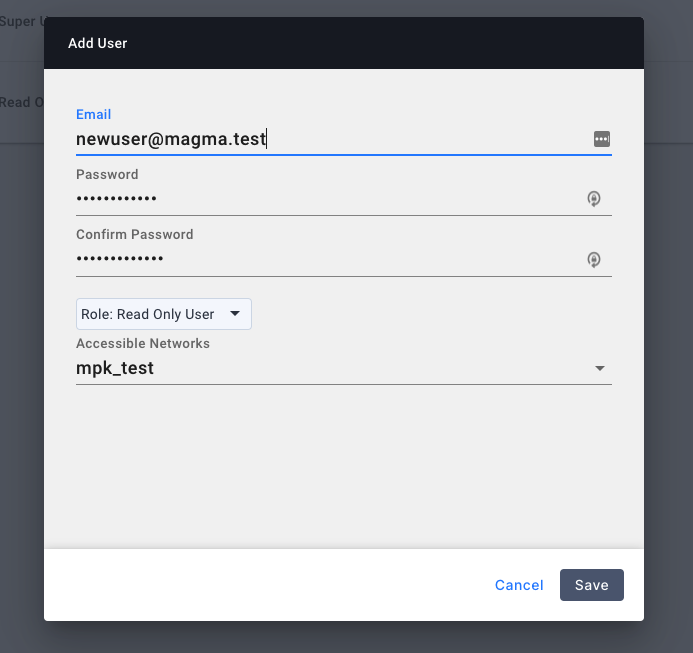 Super U
Read O
Add User
Email
newuser@magma.test
Password
••••••••••••
Confirm Password
•••••••••••••
Role: Read Only User
Accessible Networks
mpk_test
Cancel
Save